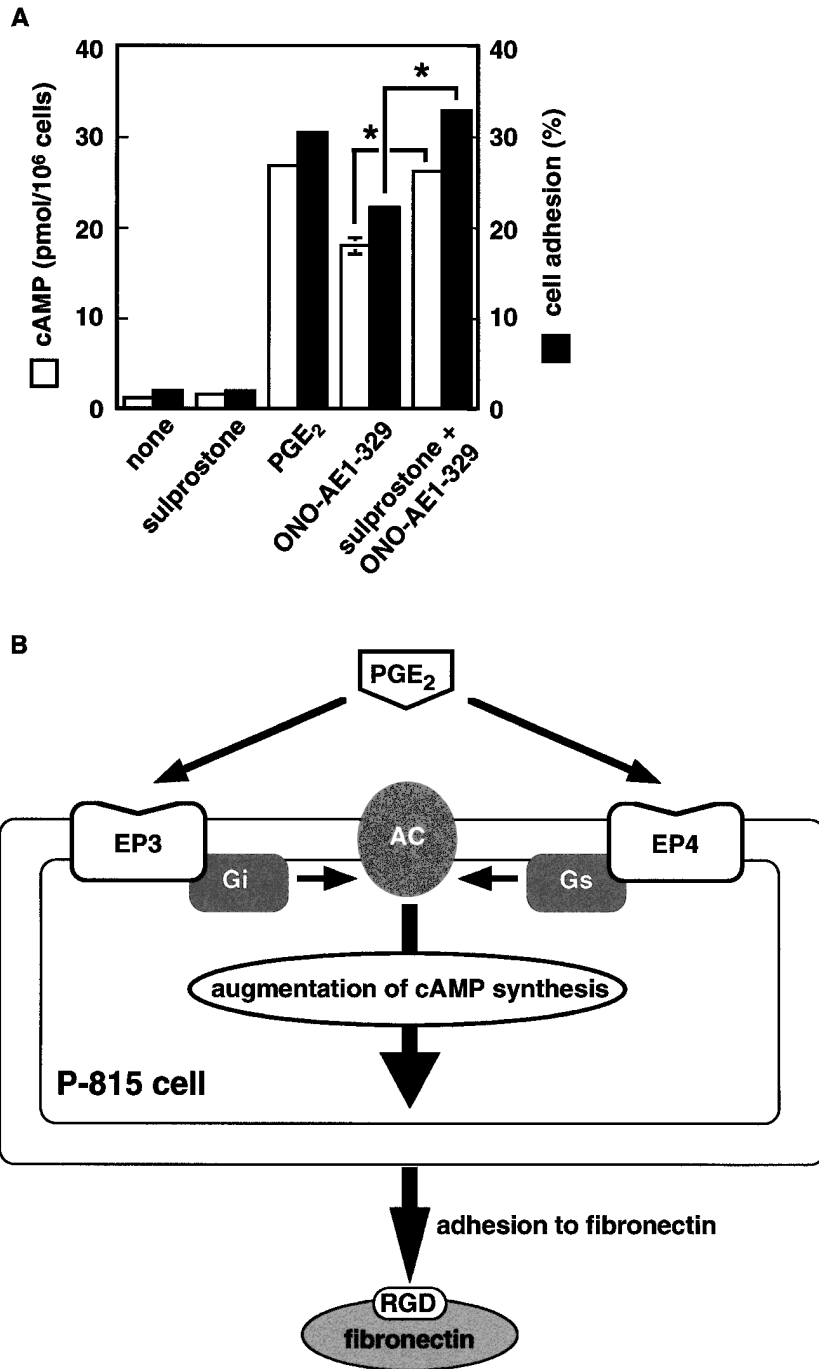 A
40
30
20
10
0
cAMP (pmol/10⁶ cells)
*
*
40
30
20
10
0
cell adhesion (%)
none
sulprostone
PGE₂
ONO-AE1-329
sulprostone +
ONO-AE1-329
B
PGE₂
EP3
AC
EP4
Gi
Gs
augmentation of cAMP synthesis
P-815 cell
adhesion to fibronectin
RGD
fibronectin